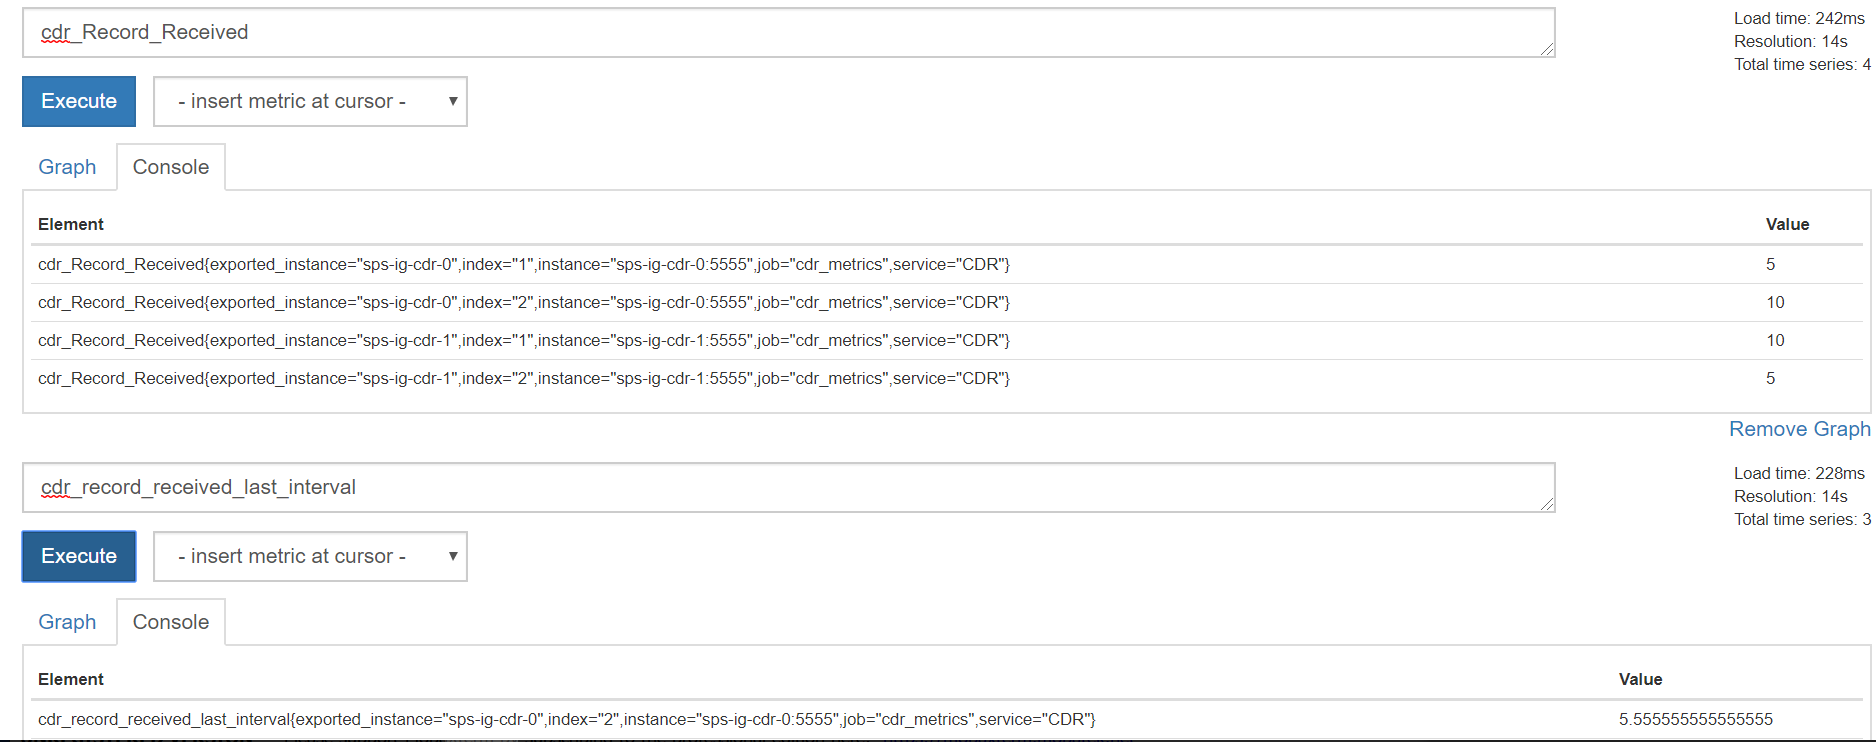 cdr_Record_Received
Load time: 242ms
Resolution: 14s
Total time series: 4
Execute
- insert metric at cursor -
Graph
Console
Element Value
cdr_Record_Received{exported_instance="sps-ig-cdr-0",index="1",instance="sps-ig-cdr-0:5555",job="cdr_metrics",service="CDR"} 5
cdr_Record_Received{exported_instance="sps-ig-cdr-0",index="2",instance="sps-ig-cdr-0:5555",job="cdr_metrics",service="CDR"} 10
cdr_Record_Received{exported_instance="sps-ig-cdr-1",index="1",instance="sps-ig-cdr-1:5555",job="cdr_metrics",service="CDR"} 10
cdr_Record_Received{exported_instance="sps-ig-cdr-1",index="2",instance="sps-ig-cdr-1:5555",job="cdr_metrics",service="CDR"} 5
Remove Graph
cdr_record_received_last_interval
Load time: 228ms
Resolution: 14s
Total time series: 3
Execute
- insert metric at cursor -
Graph
Console
Element Value
cdr_record_received_last_interval{exported_instance="sps-ig-cdr-0",index="2",instance="sps-ig-cdr-0:5555",job="cdr_metrics",service="CDR"} 5.555555555555555